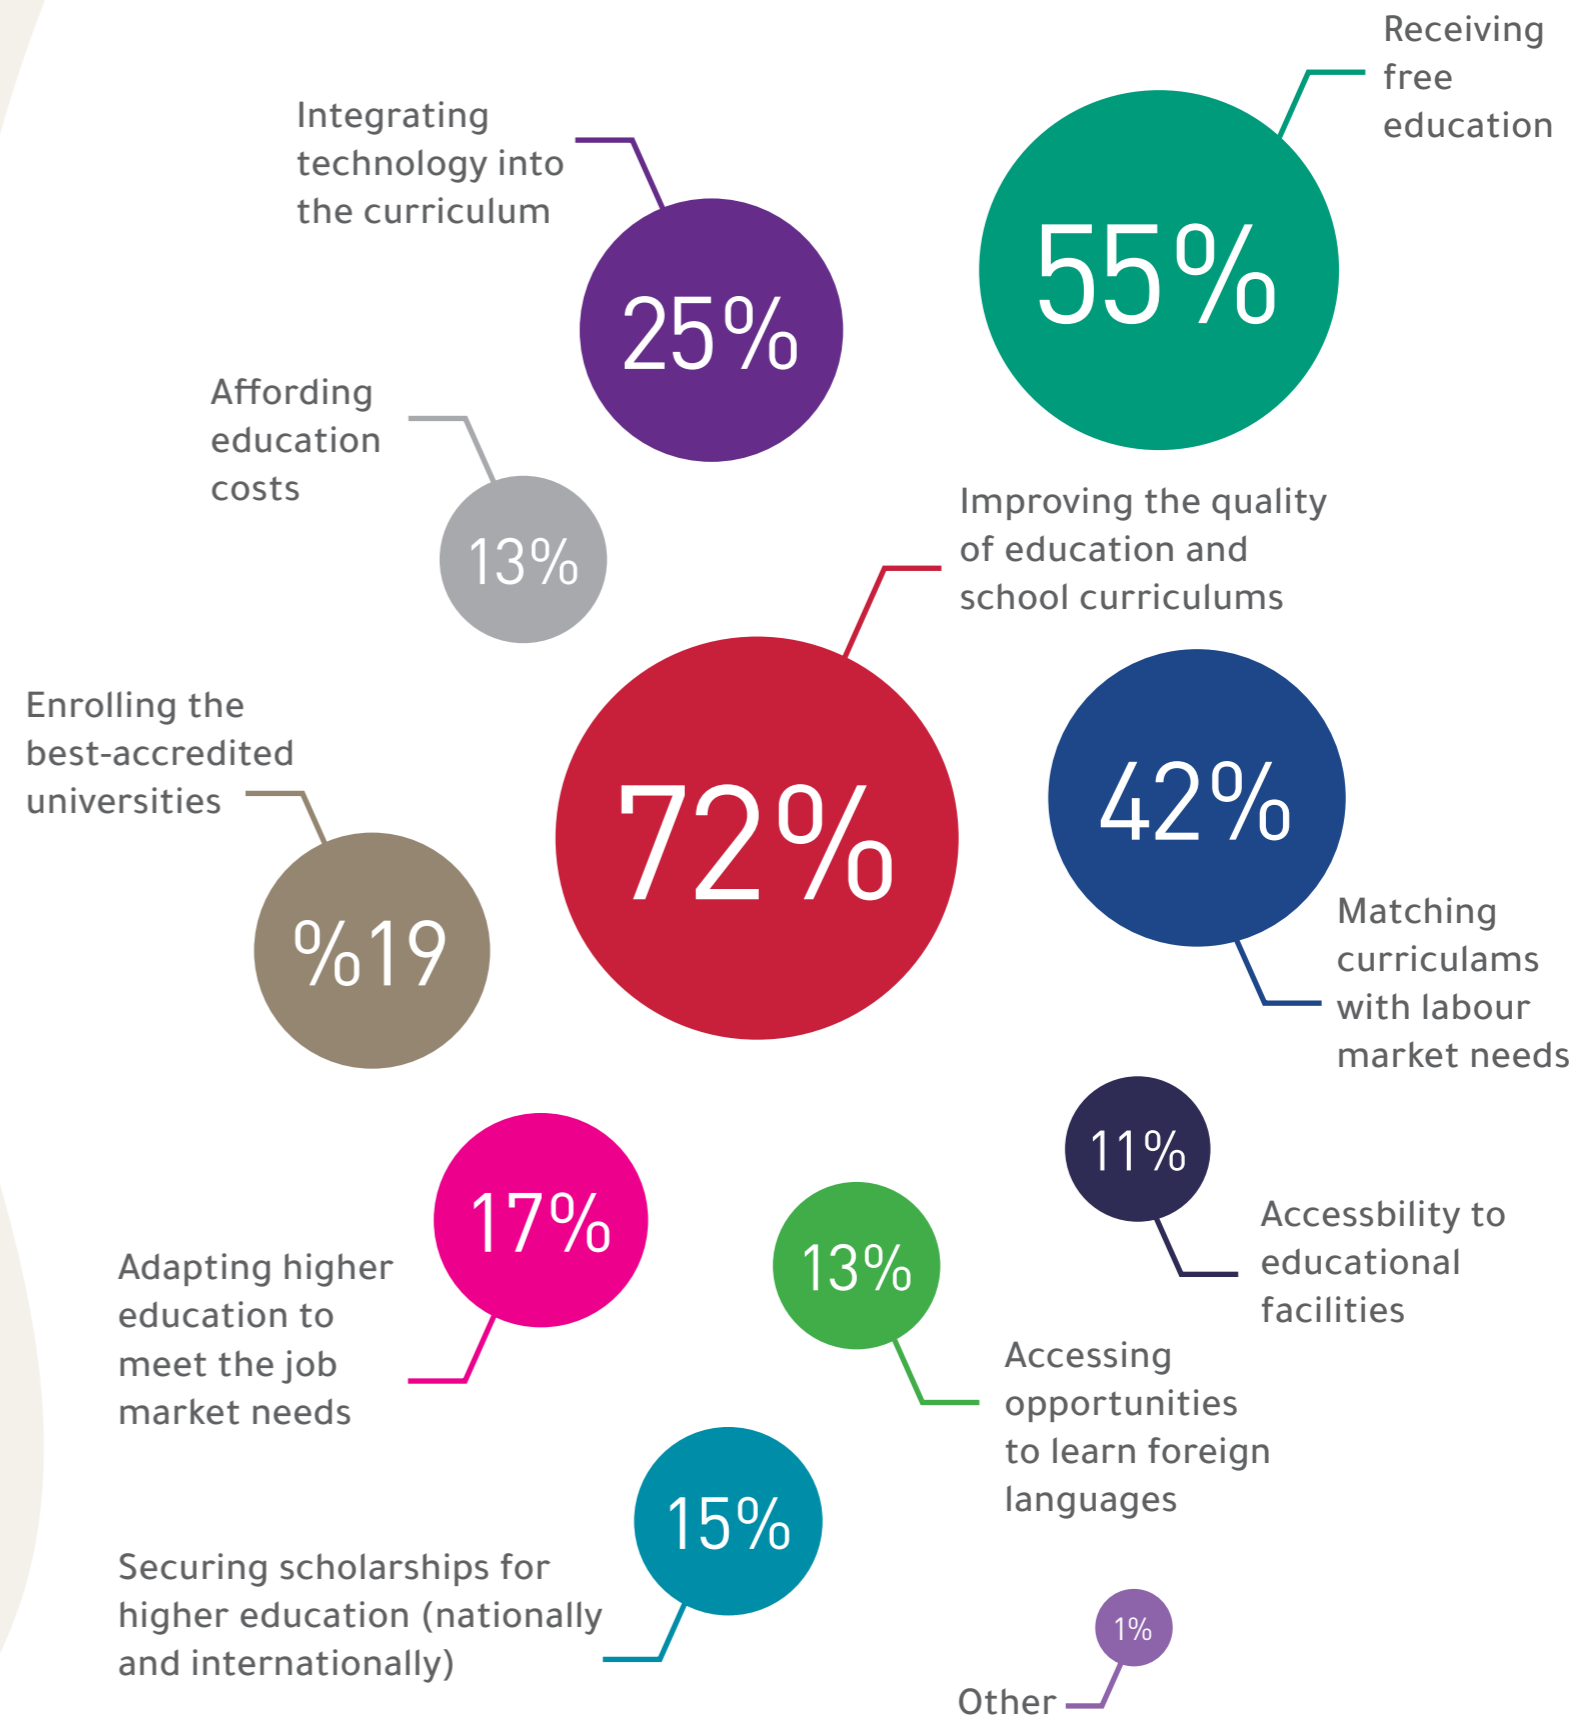 Receiving
free
education
55%
Integrating
technology into
the curriculum
25%
Affording
education
costs
13%
Improving the quality
of education and
school curriculums
72%
Enrolling the
best-accredited
universities
%19
42%
Matching
curriculams
with labour
market needs
11%
Accessbility to
educational
facilities
17%
Adapting higher
education to
meet the job
market needs
13%
Accessing
opportunities
to learn foreign
languages
15%
Securing scholarships for
higher education (nationally
and internationally)
1%
Other